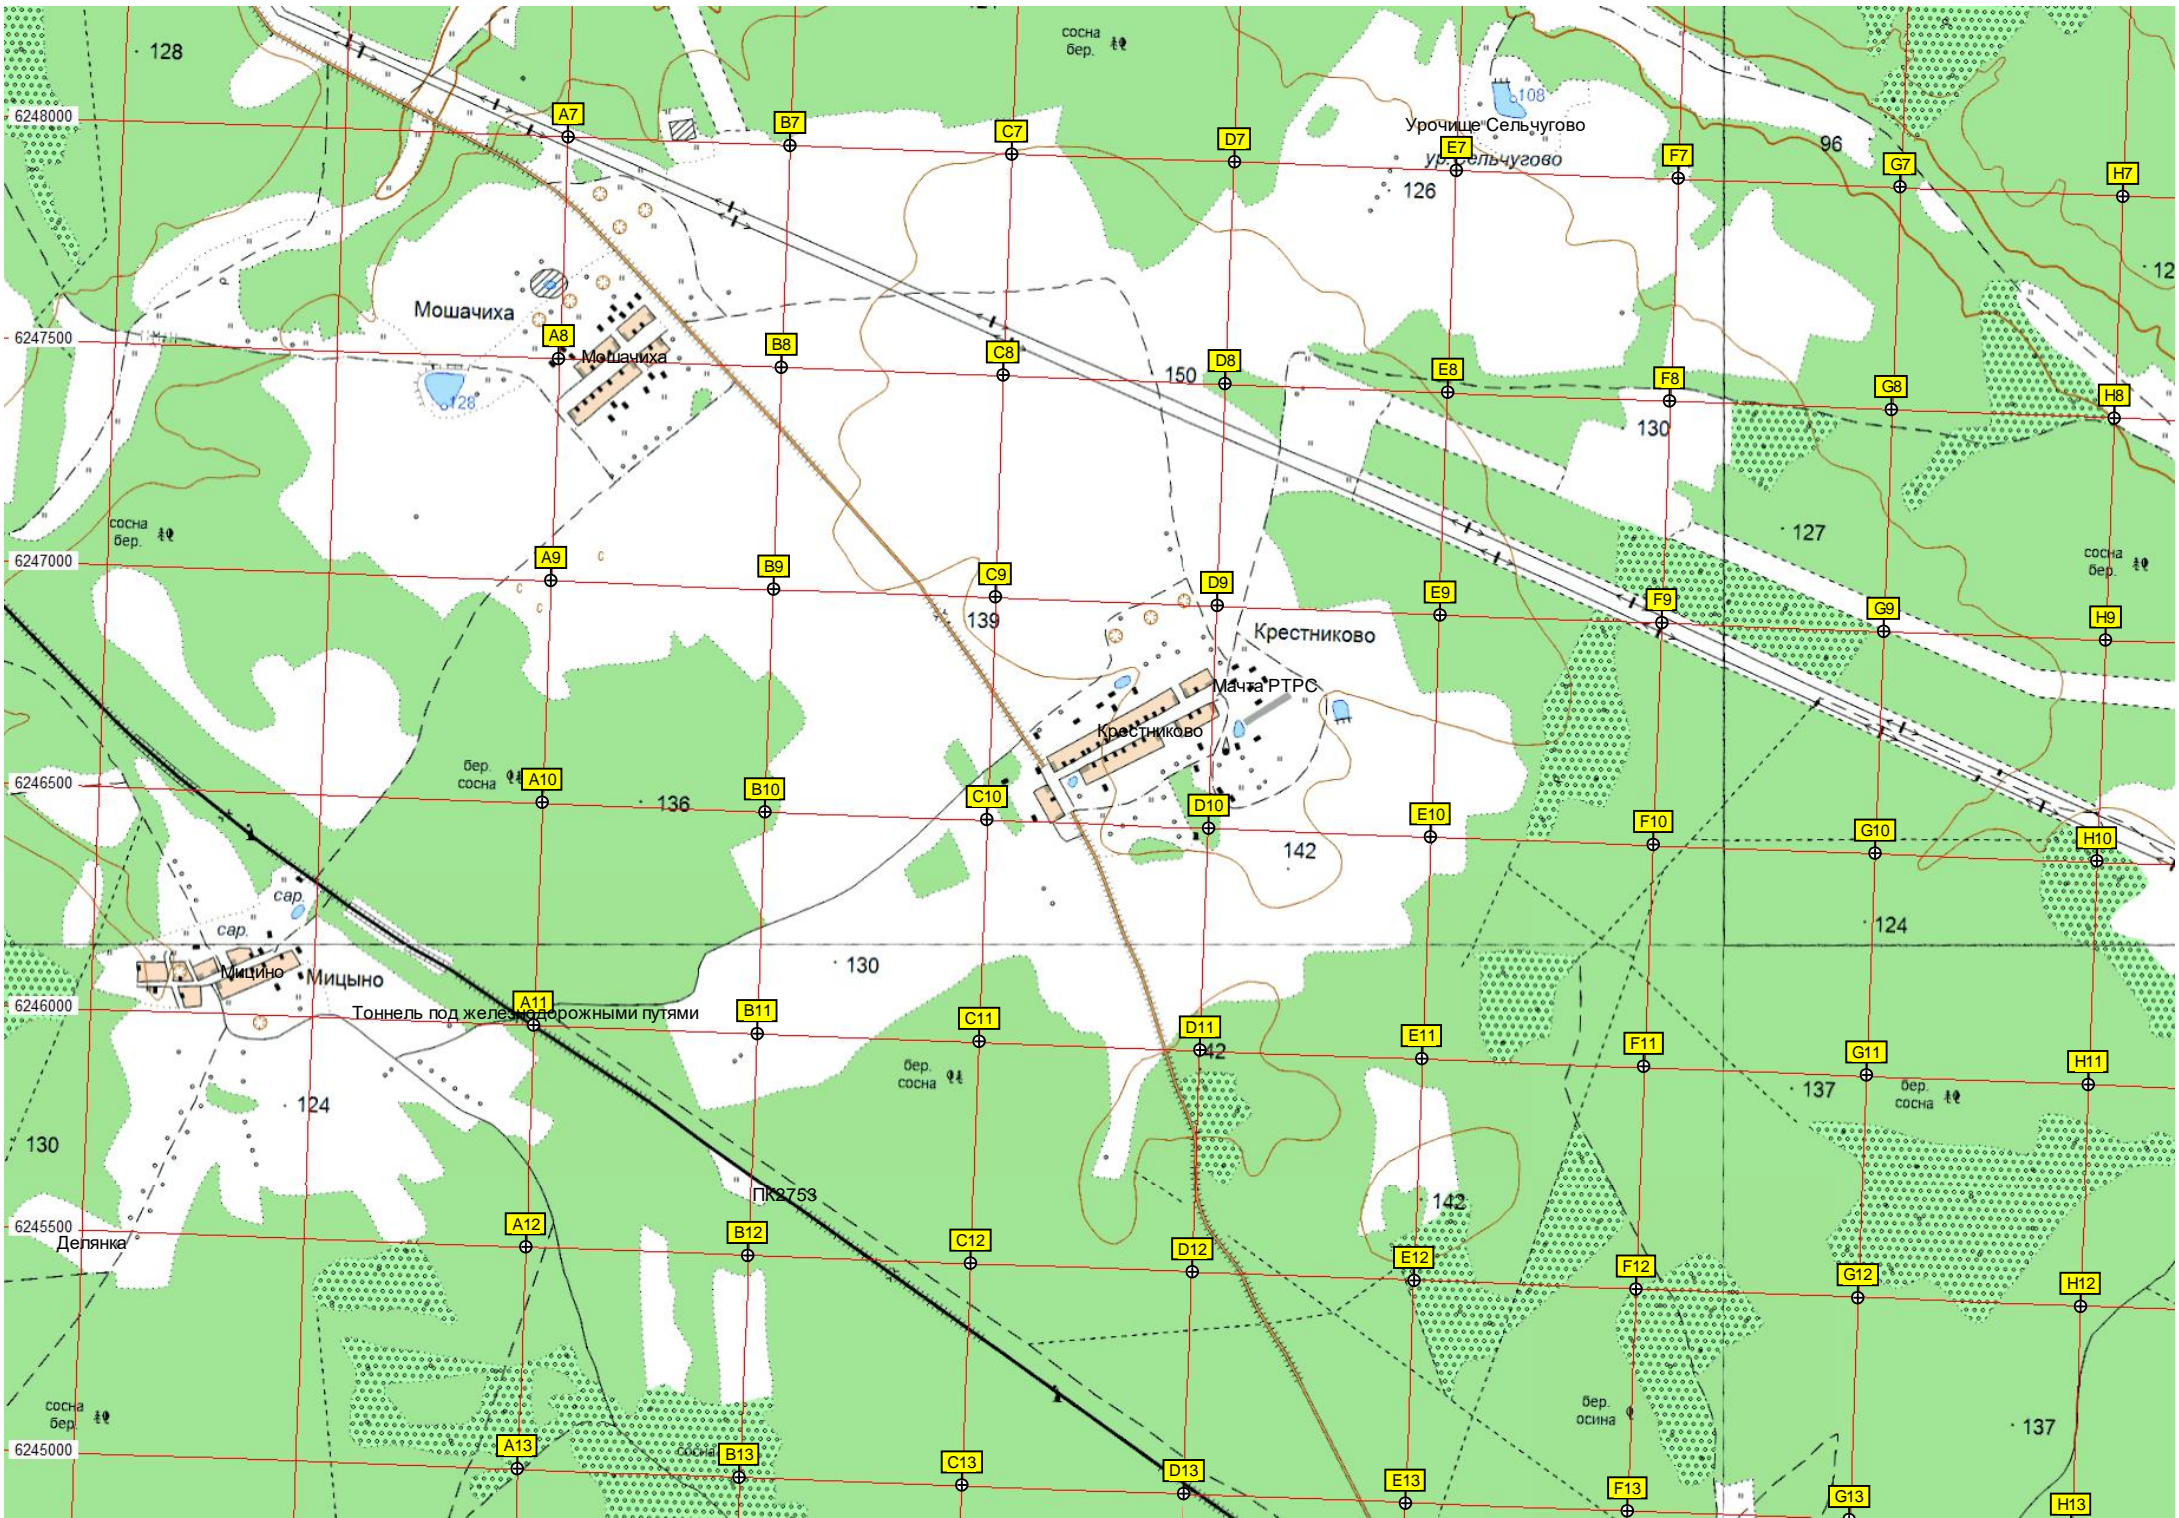 128
сосна
бер.
108
Урочище Сельчугово
ур. Сельчугово
96
126
6248000
A7
B7
C7
D7
E7
F7
G7
H7
12
Мошачиха
6247500
A8
Мошачиха
B8
C8
150
D8
E8
F8
G8
H8
128
130
127
сосна
бер.
сосна
бер.
6247000
A9
B9
C9
D9
E9
F9
G9
H9
139
Крестниково
Мачта РТРС
Крестниково
бер.
сосна
6246500
A10
136
B10
C10
D10
E10
F10
G10
H10
142
сар.
сар.
124
Мицино
Мицыно
130
6246000
A11
Тоннель под железнодорожными путями
B11
C11
D11
42
E11
F11
G11
H11
бер.
сосна
137
бер.
сосна
124
130
ПК2753
142
6245500
Делянка
A12
B12
C12
D12
E12
F12
G12
H12
сосна
бер.
бер.
осина
137
6245000
A13
сосна
B13
C13
D13
E13
F13
G13
H13